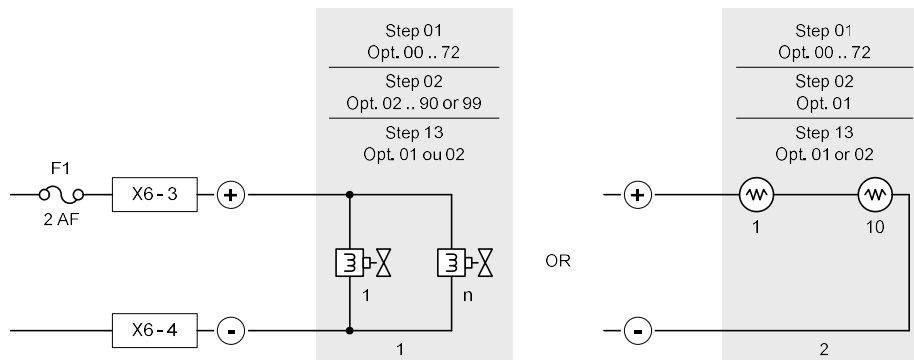 Step 01
Opt. 00 .. 72
Step 02
Opt. 02 .. 90 or 99
Step 13
Opt. 01 ou 02
F1
2 AF
X6-3
+
1
n
X6-4
-
1
OR
Step 01
Opt. 00 .. 72
Step 02
Opt. 01
Step 13
Opt. 01 or 02
+
1
10
-
2